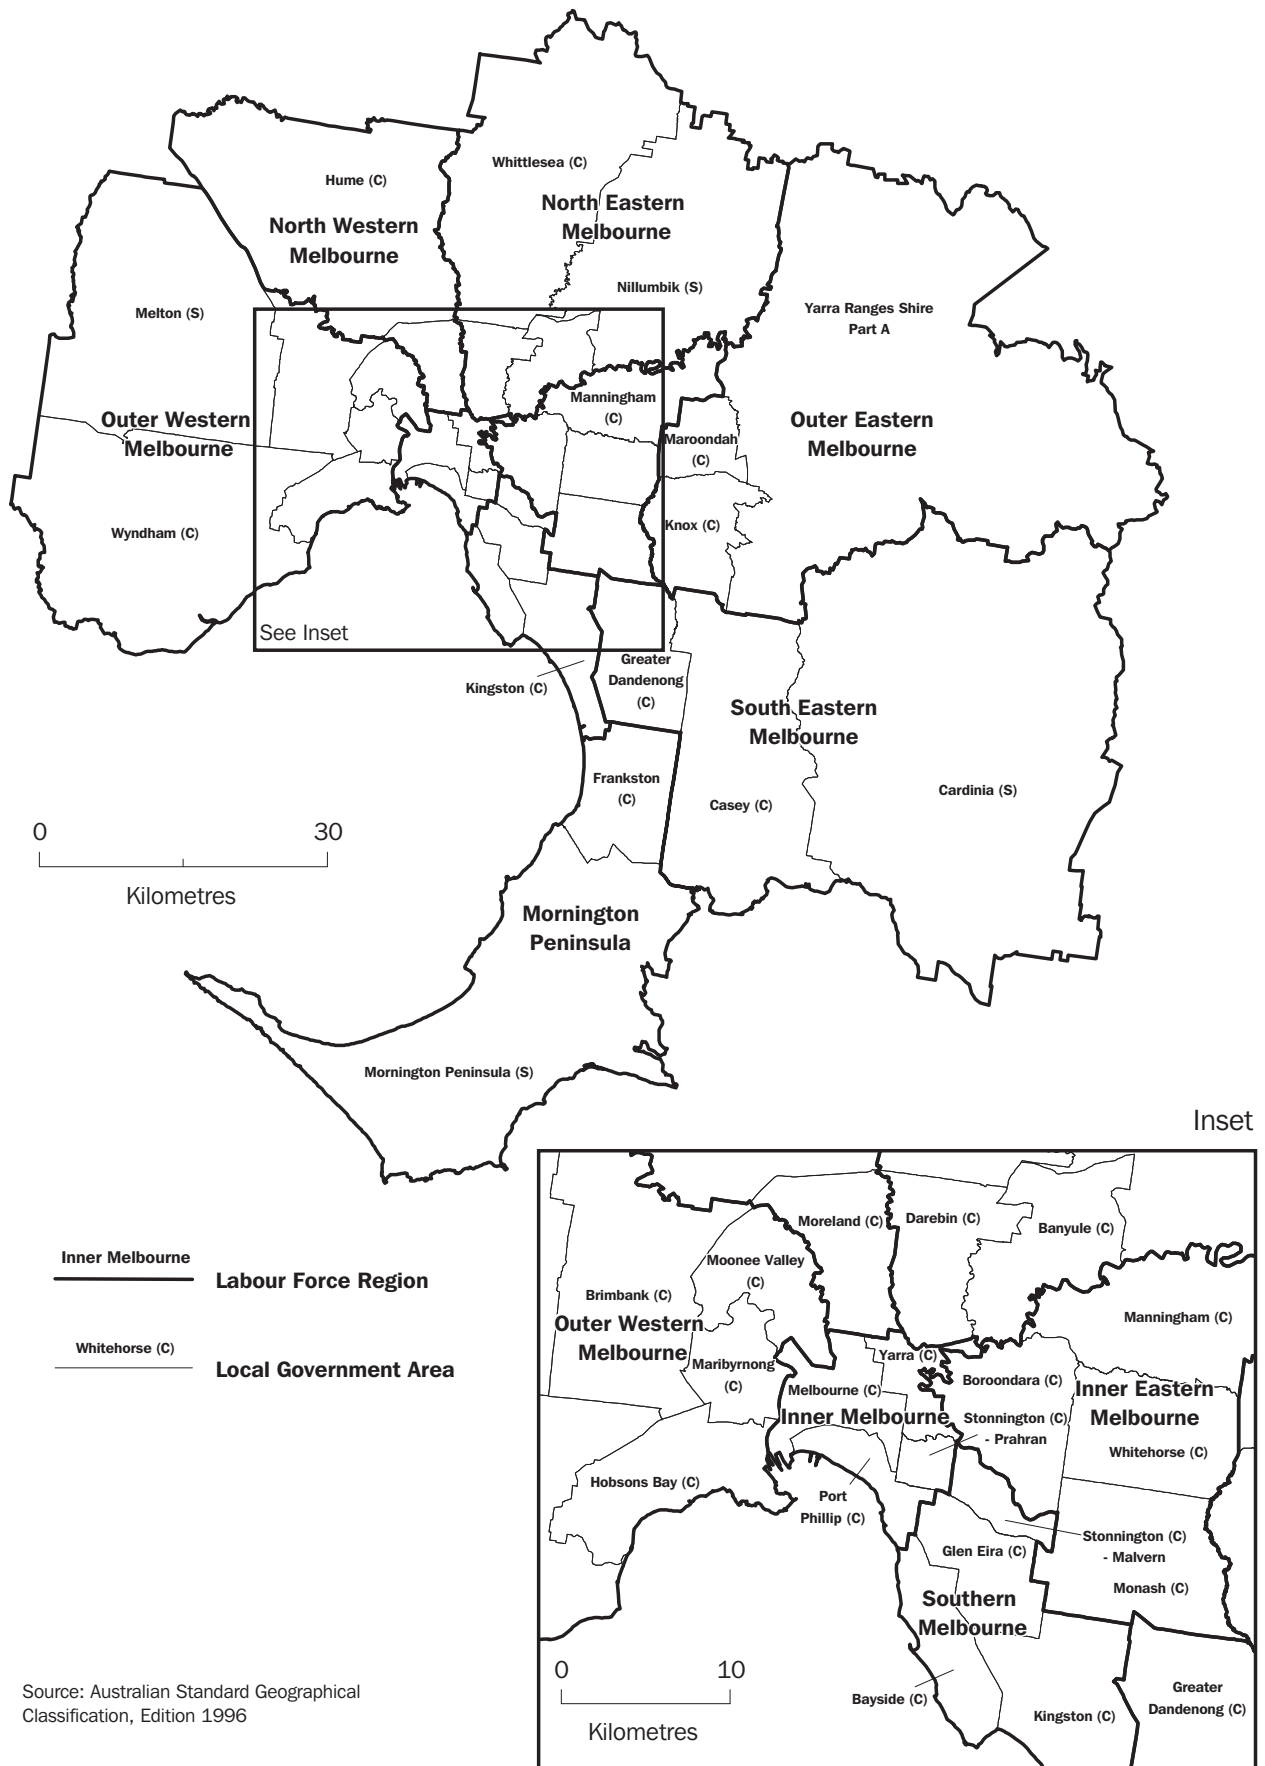 Whittlesea (C)
Hume (C)
North Eastern
Melbourne
North Western
Melbourne
Nillumbik (S)
Melton (S)
Yarra Ranges Shire
Part A
Manningham
(C)
Outer Western
Melbourne
Outer Eastern
Melbourne
Maroondah
(C)
Knox (C)
Wyndham (C)
See Inset
Greater
Dandenong
(C)
Kingston (C)
South Eastern
Melbourne
Frankston
(C)
Casey (C)
Cardinia (S)
0 30
Kilometres
Mornington
Peninsula
Mornington Peninsula (S)
Inset
Inner Melbourne
Labour Force Region
Whitehorse (C)
Local Government Area
Moreland (C)
Darebin (C)
Banyule (C)
Moonee Valley
(C)
Brimbank (C)
Manningham (C)
Outer Western
Melbourne
Yarra (C)
Maribyrnong
(C)
Melbourne (C)
Boroondara (C)
Inner Eastern
Melbourne
Inner Melbourne
Stonnington (C)
- Prahran
Whitehorse (C)
Hobsons Bay (C)
Port
Phillip (C)
Stonnington (C)
- Malvern
Glen Eira (C)
Monash (C)
Southern
Melbourne
Bayside (C)
Kingston (C)
Greater
Dandenong (C)
0 10
Kilometres
Source: Australian Standard Geographical
Classification, Edition 1996